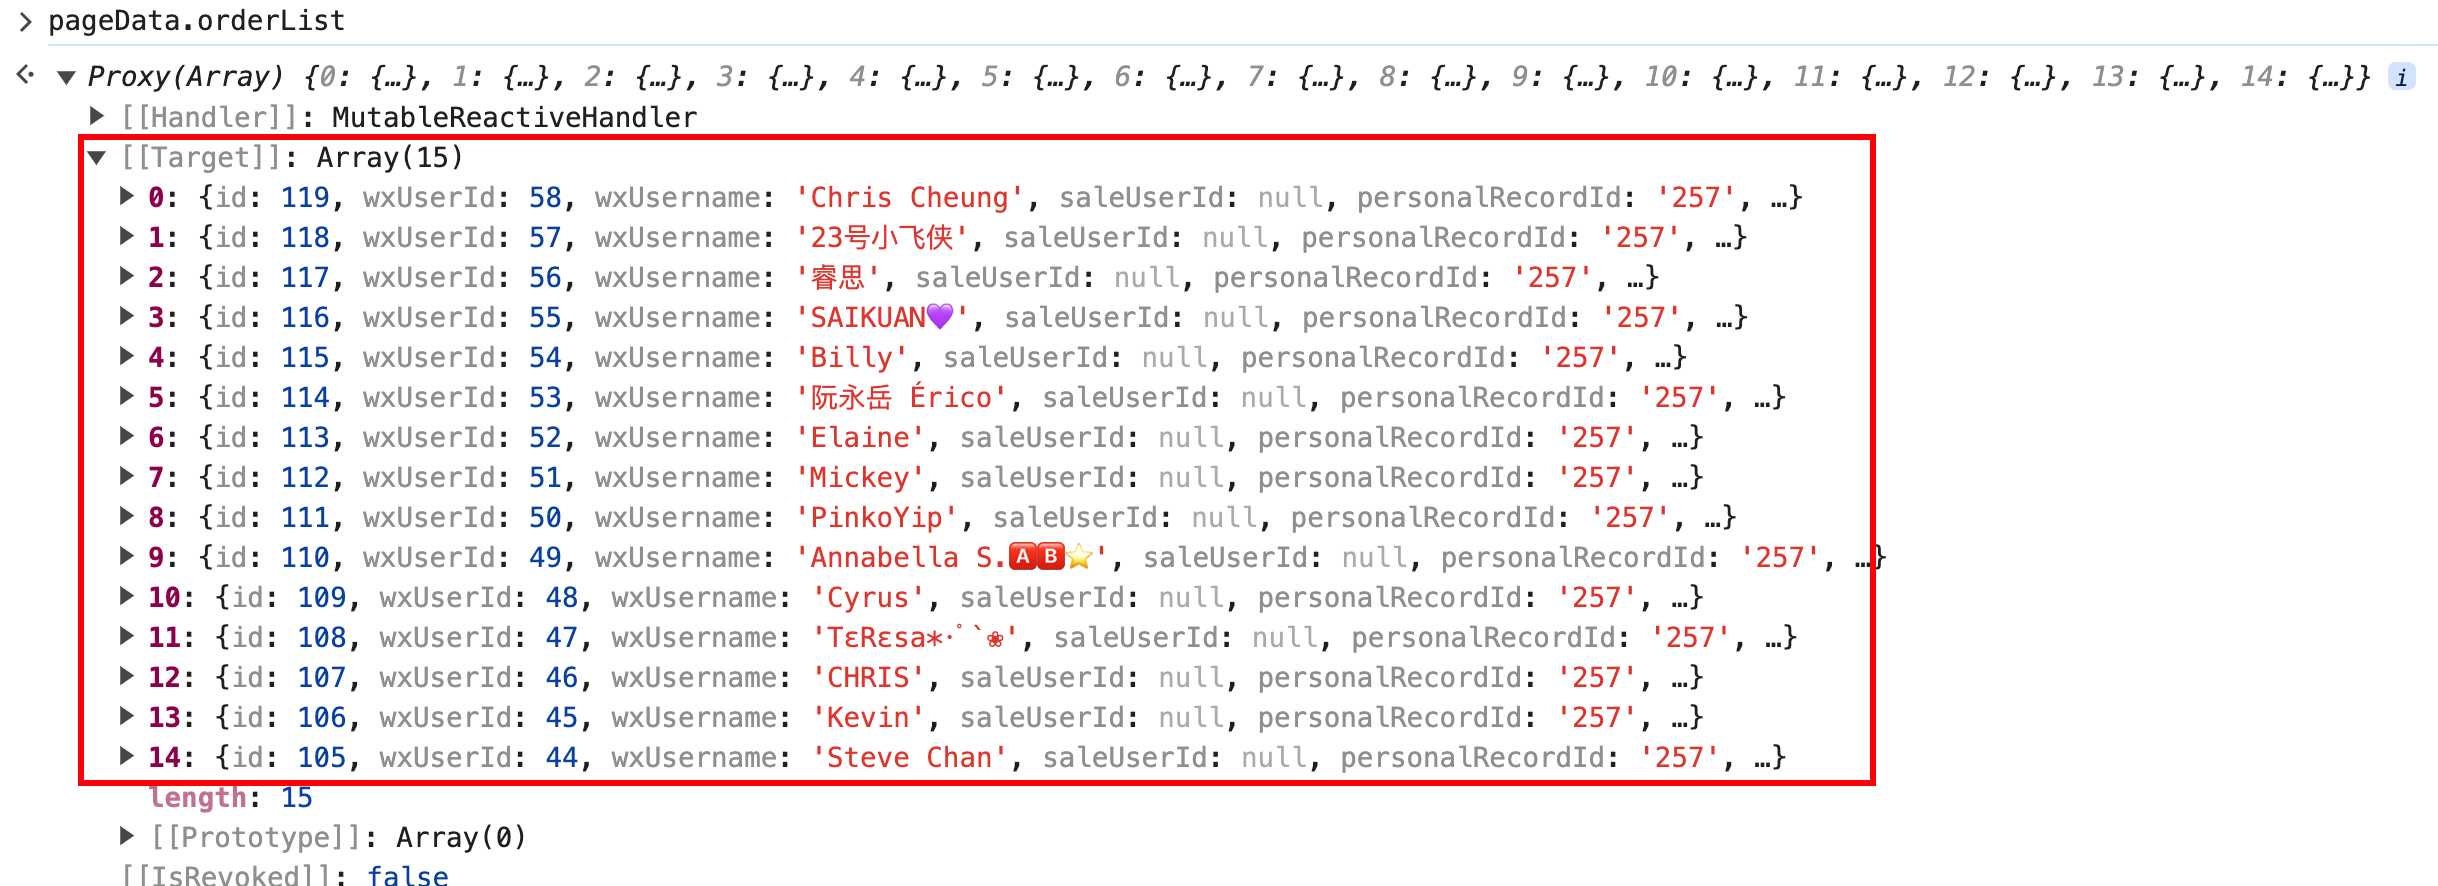 > pageData.orderList
Proxy(Array) {0: {…}, 1: {…}, 2: {…}, 3: {…}, 4: {…}, 5: {…}, 6: {…}, 7: {…}, 8: {…}, 9: {…}, 10: {…}, 11: {…}, 12: {…}, 13: {…}, 14: {…}} i
[[Handler]]: MutableReactiveHandler
[[Target]]: Array(15)
0: {id: 119, wxUserId: 58, wxUsername: 'Chris Cheung', saleUserId: null, personalRecordId: '257', …}
1: {id: 118, wxUserId: 57, wxUsername: '23号小飞侠', saleUserId: null, personalRecordId: '257', …}
2: {id: 117, wxUserId: 56, wxUsername: '睿思', saleUserId: null, personalRecordId: '257', …}
3: {id: 116, wxUserId: 55, wxUsername: 'SAIKUAN💜', saleUserId: null, personalRecordId: '257', …}
4: {id: 115, wxUserId: 54, wxUsername: 'Billy', saleUserId: null, personalRecordId: '257', …}
5: {id: 114, wxUserId: 53, wxUsername: '阮永岳 Érico', saleUserId: null, personalRecordId: '257', …}
6: {id: 113, wxUserId: 52, wxUsername: 'Elaine', saleUserId: null, personalRecordId: '257', …}
7: {id: 112, wxUserId: 51, wxUsername: 'Mickey', saleUserId: null, personalRecordId: '257', …}
8: {id: 111, wxUserId: 50, wxUsername: 'PinkoYip', saleUserId: null, personalRecordId: '257', …}
9: {id: 110, wxUserId: 49, wxUsername: 'Annabella S.🅰🅱⭐', saleUserId: null, personalRecordId: '257', …}
10: {id: 109, wxUserId: 48, wxUsername: 'Cyrus', saleUserId: null, personalRecordId: '257', …}
11: {id: 108, wxUserId: 47, wxUsername: 'TεRεsa*･ﾟ`❀', saleUserId: null, personalRecordId: '257', …}
12: {id: 107, wxUserId: 46, wxUsername: 'CHRIS', saleUserId: null, personalRecordId: '257', …}
13: {id: 106, wxUserId: 45, wxUsername: 'Kevin', saleUserId: null, personalRecordId: '257', …}
14: {id: 105, wxUserId: 44, wxUsername: 'Steve Chan', saleUserId: null, personalRecordId: '257', …}
length: 15
[[Prototype]]: Array(0)
[[IsRevoked]]: false